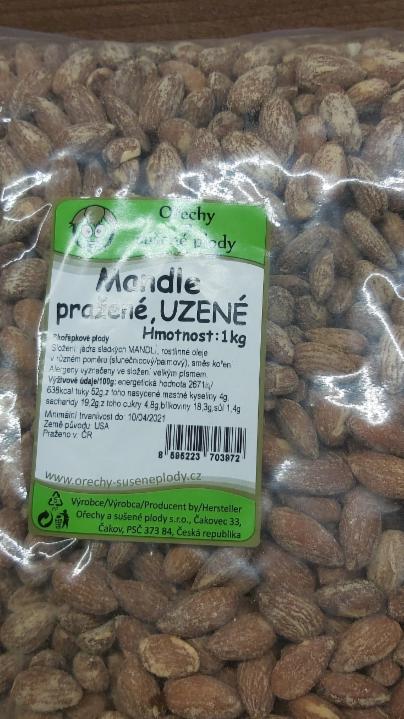 Ořechy
Sušené plody
Mandle
pražené, UZENÉ
Hmotnost: 1kg
Skořápkové plody
Složení: jádra sladkých MANDLÍ, rostlinné oleje
v různém poměru (slunečnicový/palmový), směs koření
Alergeny vyznačeny ve složení velkým písmem.
Výživové údaje/100g: energetická hodnota 2671kj/
638kcal tuky 52g, z toho nasycené mastné kyseliny 4g,
sacharidy 19,2g z toho cukry 4,8g, bílkoviny 18,3g, sůl 1,4g
Minimální trvanlivost do: 10/04/2021
Země původu: USA
Praženo v: ČR
8 595223 703972
www.orechy-suseneplody.cz
Výrobce/Výrobca/Producent by/Hersteller
Ořechy a sušené plody s.r.o., Čakovec 33,
Čakov, PSČ 373 84, Česká republika